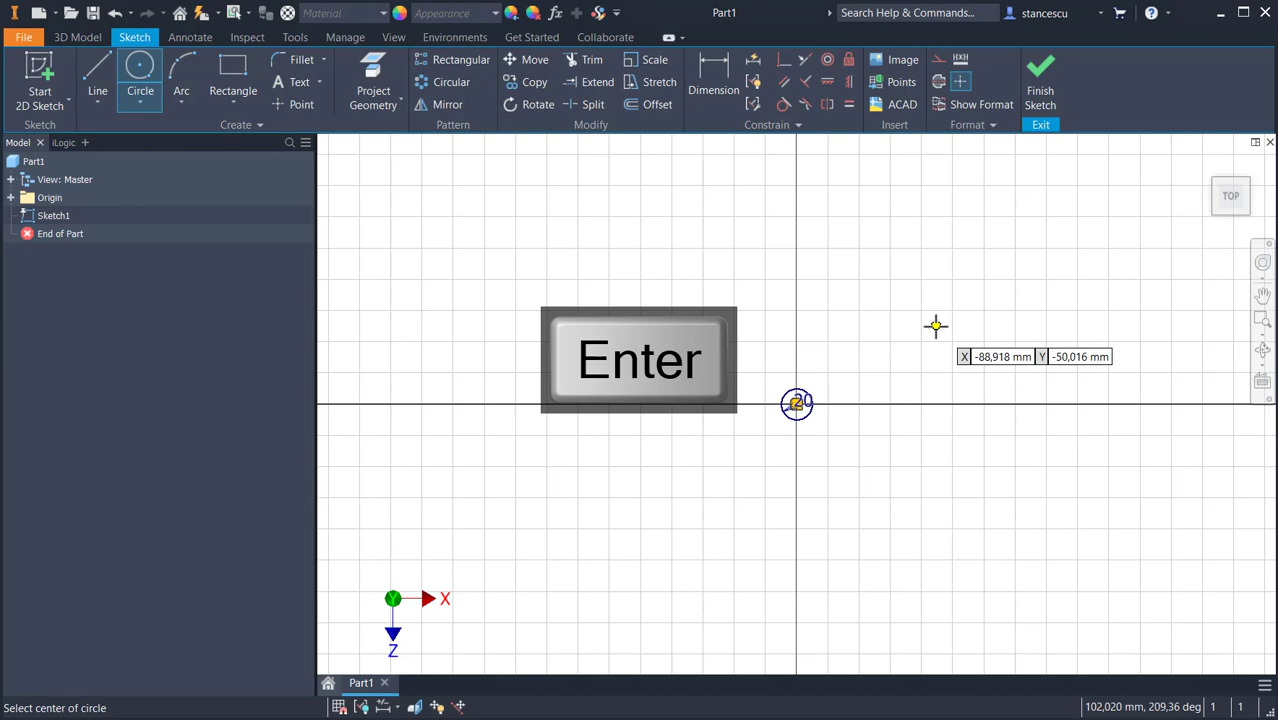 Material
Appearance
fx
Part1
Search Help & Commands...
stancescu
File
3D Model
Sketch
Annotate
Inspect
Tools
Manage
View
Environments
Get Started
Collaborate
Start
2D Sketch
Line
Circle
Arc
Rectangle
Fillet
Text
Point
Project
Geometry
Rectangular
Circular
Mirror
Move
Copy
Rotate
Trim
Extend
Split
Scale
Stretch
Offset
Dimension
Image
Points
ACAD
Show Format
Finish
Sketch
Sketch
Create
Pattern
Modify
Constrain
Insert
Format
Exit
Model
iLogic
Part1
View: Master
Origin
Sketch1
End of Part
TOP
Enter
X -88,918 mm Y -50,016 mm
20
Y
X
Z
Part1
Select center of circle
102,020 mm, 209,36 deg 1 1